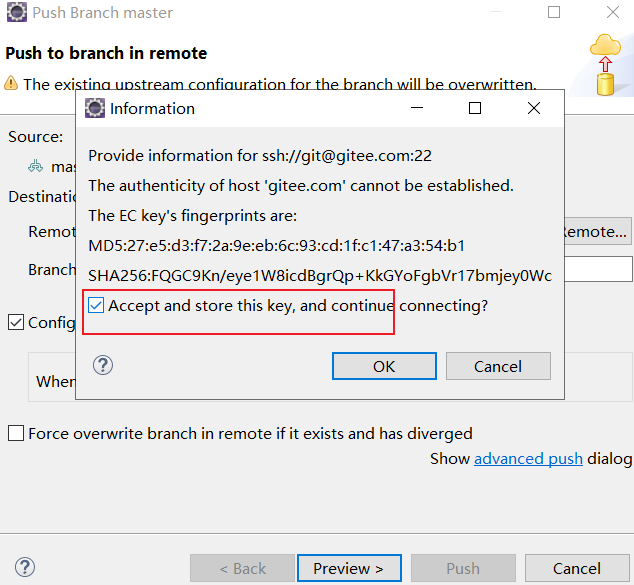 Push Branch master
Push to branch in remote
The existing upstream configuration for the branch will be overwritten.
Information
Provide information for ssh://git@gitee.com:22
The authenticity of host 'gitee.com' cannot be established.
The EC key's fingerprints are:
MD5:27:e5:d3:f7:2a:9e:eb:6c:93:cd:1f:c1:47:a3:54:b1
SHA256:FQGC9Kn/eye1W8icdBgrQp+KkGYoFgbVr17bmjey0Wc
Accept and store this key, and continue connecting?
OK
Cancel
Source:
mas
Destinatio
Remot
Remote...
Branch
Config
When
Force overwrite branch in remote if it exists and has diverged
Show advanced push dialog
< Back
Preview >
Push
Cancel